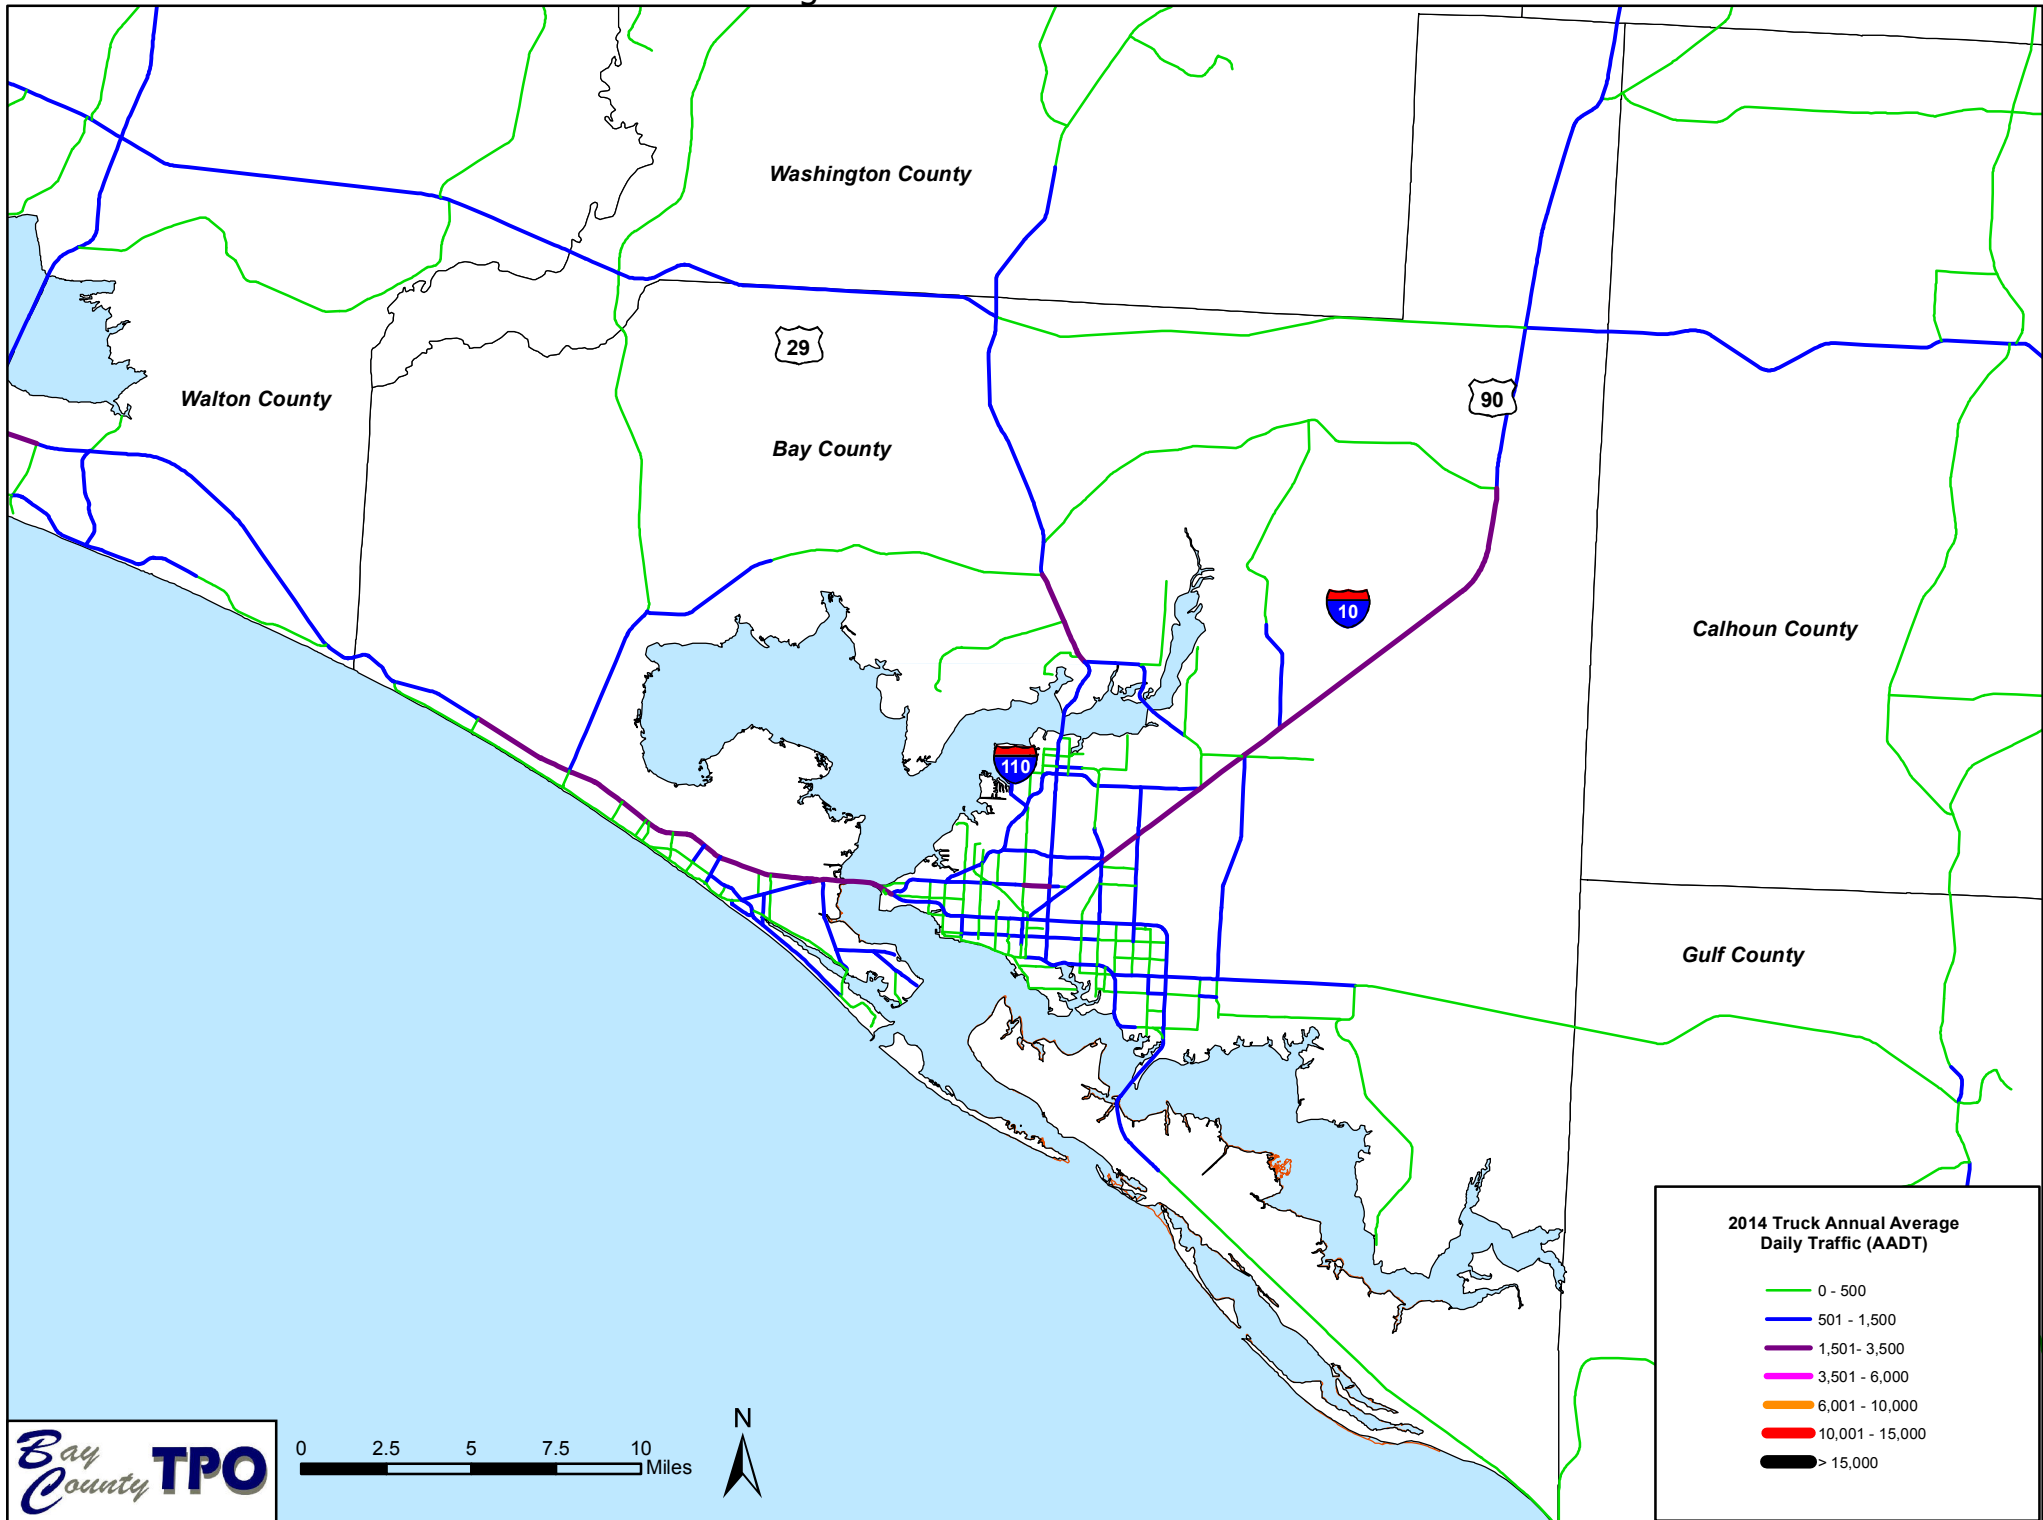 Washington County
29
90
Walton County
Bay County
10
Calhoun County
110
Gulf County
2014 Truck Annual Average
Daily Traffic (AADT)
0 - 500
501 - 1,500
1,501- 3,500
3,501 - 6,000
6,001 - 10,000
10,001 - 15,000
> 15,000
N
0 2.5 5 7.5 10
Miles
Bay
County TPO